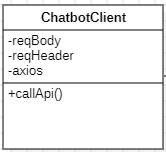 ChatbotClient
-reqBody
-reqHeader
-axios
+callApi()